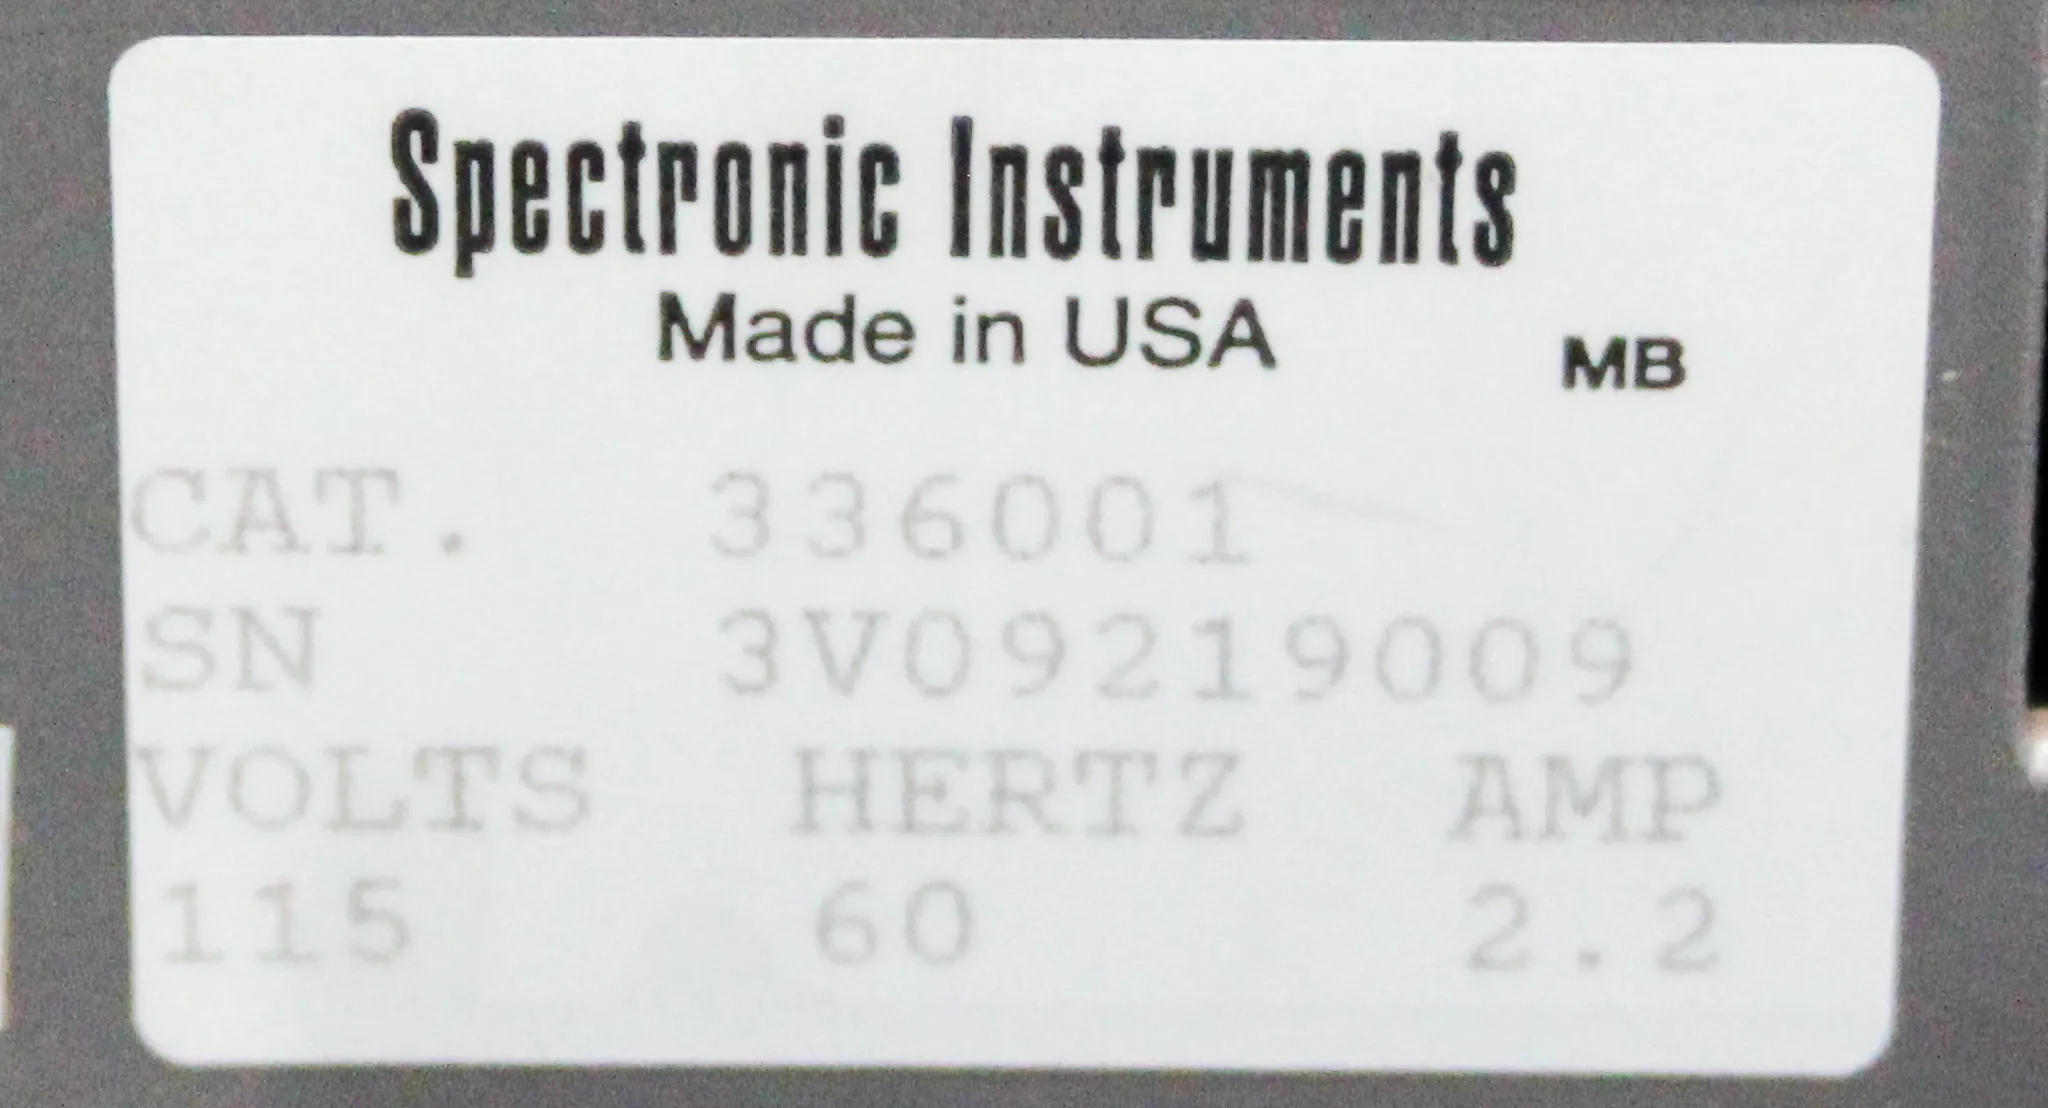 Spectronic Instruments
Made in USA MB
CAT. 336001
SN 3V09219009
VOLTS HERTZ AMP
115 60 2.2